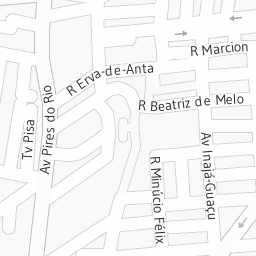 R Marcion
R Erva-de-Anta
R Beatriz de Melo
Av Pires do Rio
Tv Pisa
Av Inajá-Guaçu
R Minúcio Félix